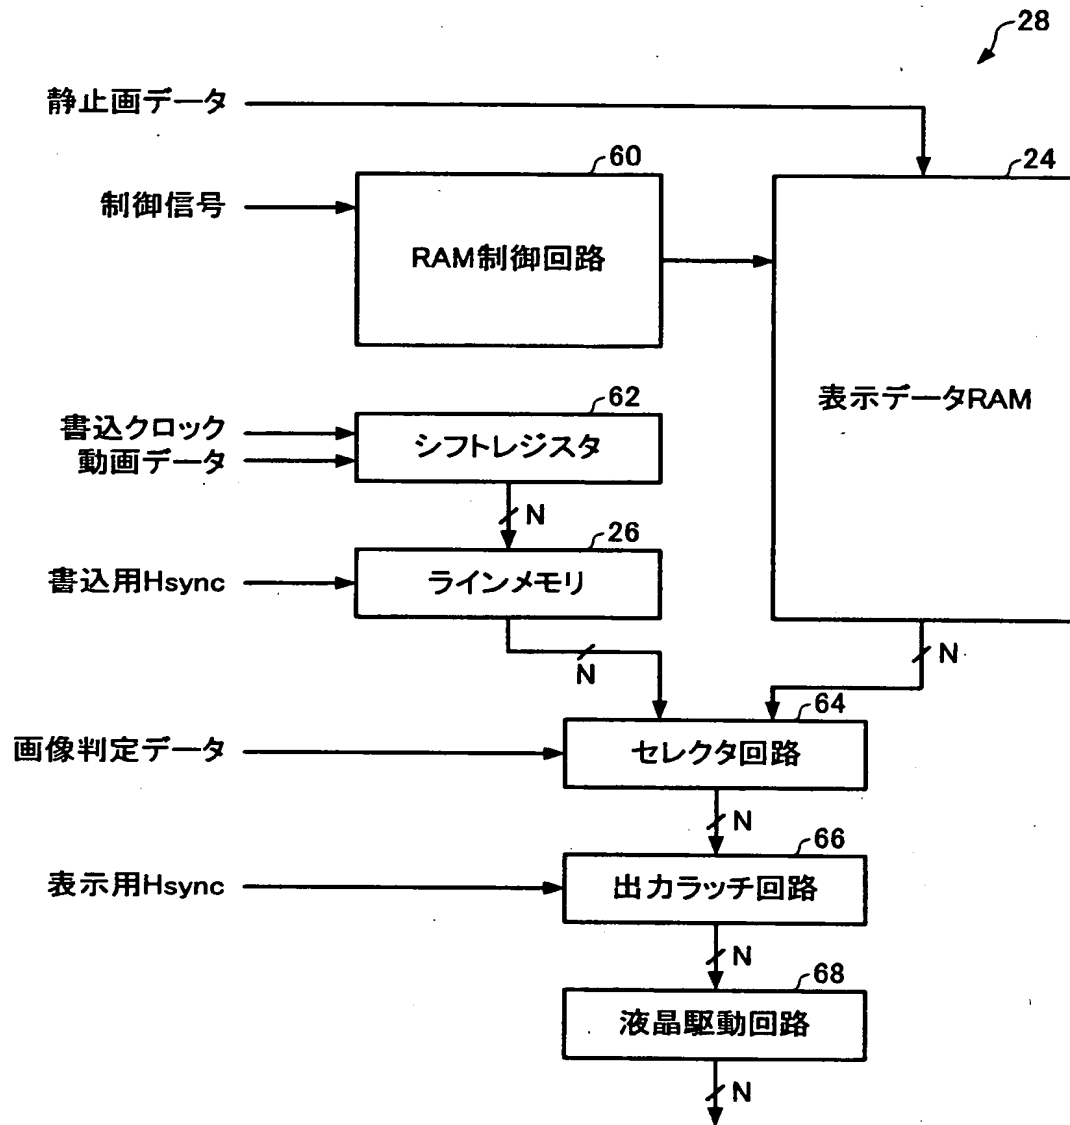 28
静止画データ
60
24
制御信号
RAM制御回路
表示データRAM
62
書込クロック
動画データ
シフトレジスタ
N
26
書込用Hsync
ラインメモリ
N
N
64
画像判定データ
セレクタ回路
N
66
表示用Hsync
出力ラッチ回路
N
68
液晶駆動回路
N